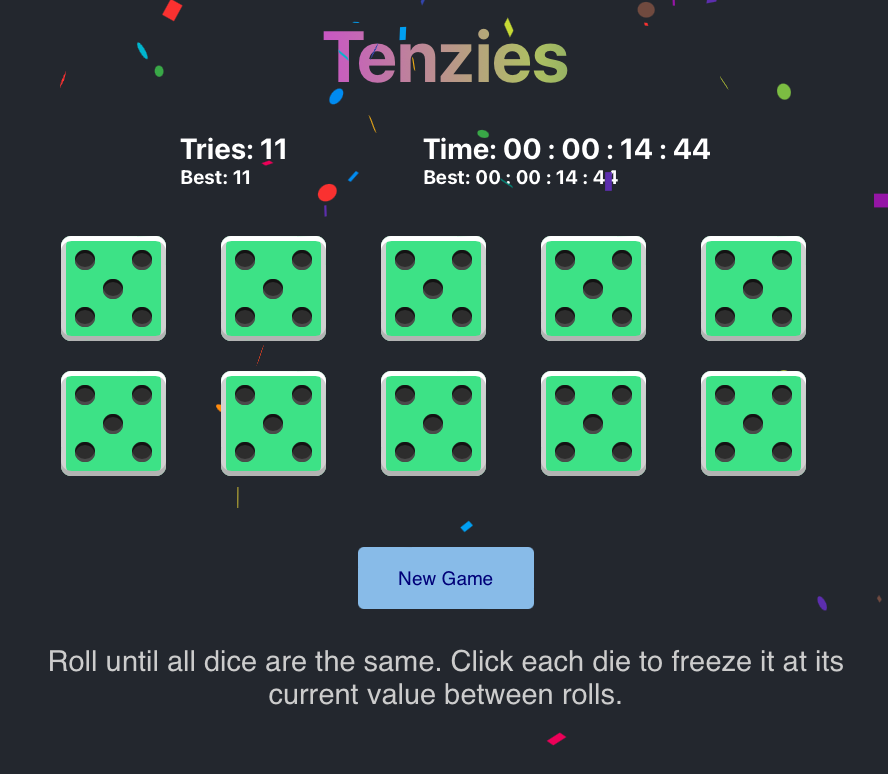 Tenzies
Tries: 11
Best: 11
Time: 00 : 00 : 14 : 44
Best: 00 : 00 : 14 : 44
New Game
Roll until all dice are the same. Click each die to freeze it at its
current value between rolls.